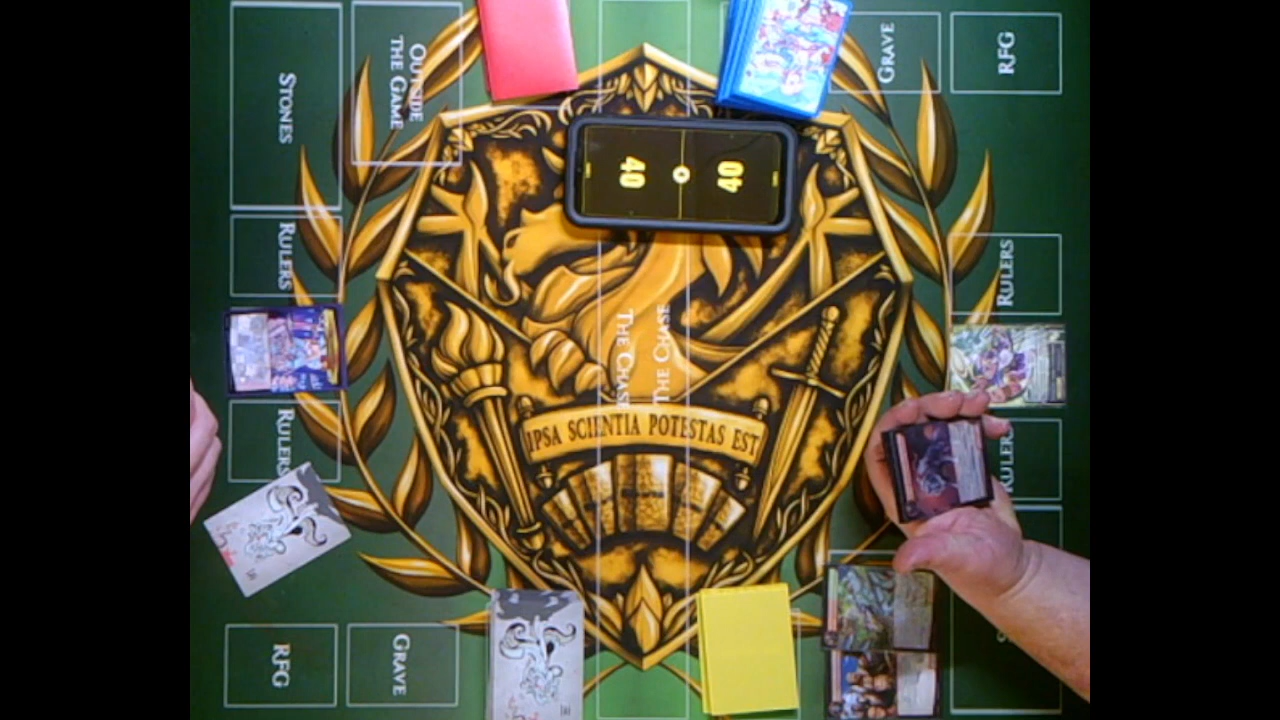 OUTSIDE
THE GAME
GRAVE
RFG
STONES
40
40
RULERS
RULERS
THE CHASE
THE CHASE
IPSA SCIENTIA POTESTAS EST
RULERS
RULERS
RFG
GRAVE